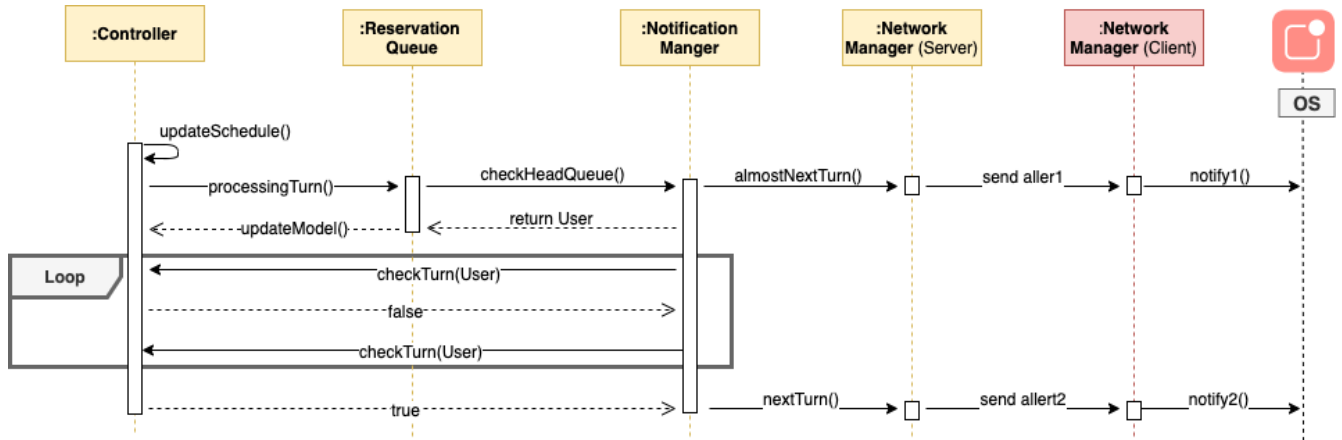 :Controller
:Reservation
Queue
:Notification
Manger
:Network
Manager (Server)
:Network
Manager (Client)
OS
updateSchedule()
processingTurn()
checkHeadQueue()
almostNextTurn()
send aller1
notify1()
updateModel()
return User
Loop
checkTurn(User)
false
checkTurn(User)
true
nextTurn()
send allert2
notify2()